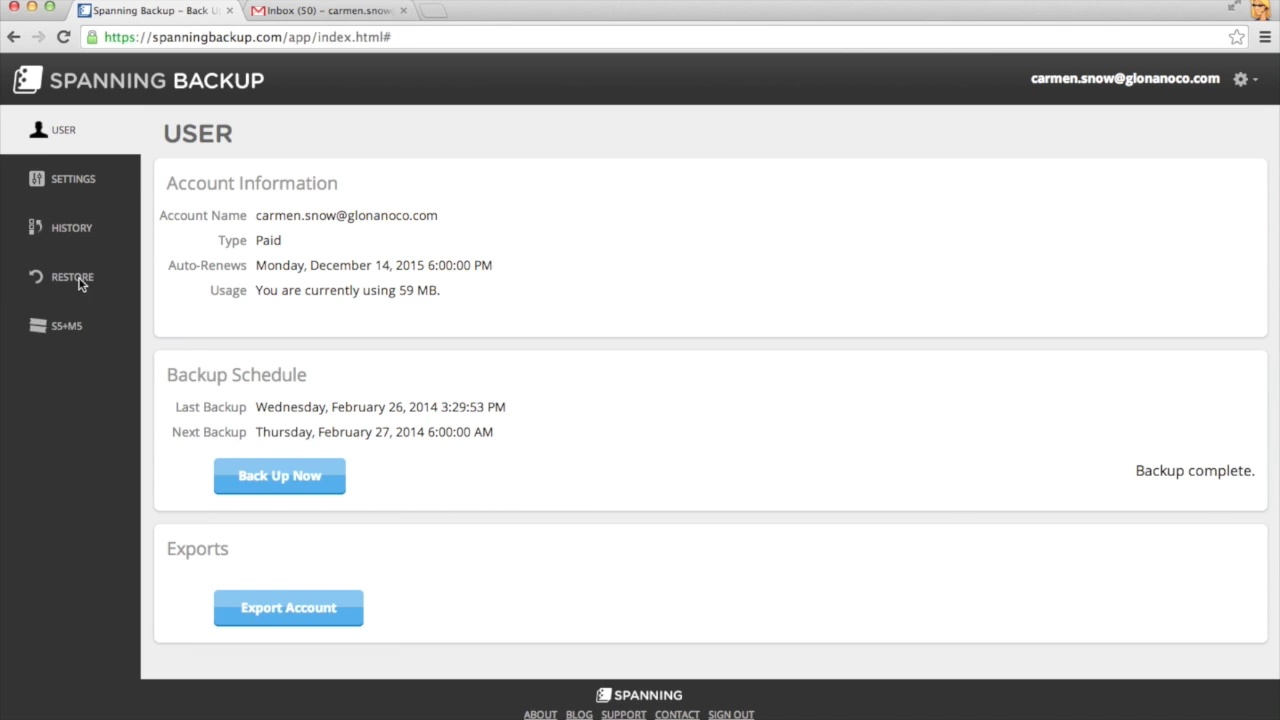 Spanning Backup – Back U
Inbox (50) – carmen.snow
https://spanningbackup.com/app/index.html#
SPANNING BACKUP
carmen.snow@glonanoco.com
USER
SETTINGS
HISTORY
RESTORE
S5+M5
USER
Account Information
Account Name carmen.snow@glonanoco.com
Type Paid
Auto-Renews Monday, December 14, 2015 6:00:00 PM
Usage You are currently using 59 MB.
Backup Schedule
Last Backup Wednesday, February 26, 2014 3:29:53 PM
Next Backup Thursday, February 27, 2014 6:00:00 AM
Back Up Now
Backup complete.
Exports
Export Account
SPANNING
ABOUT BLOG SUPPORT CONTACT SIGN OUT